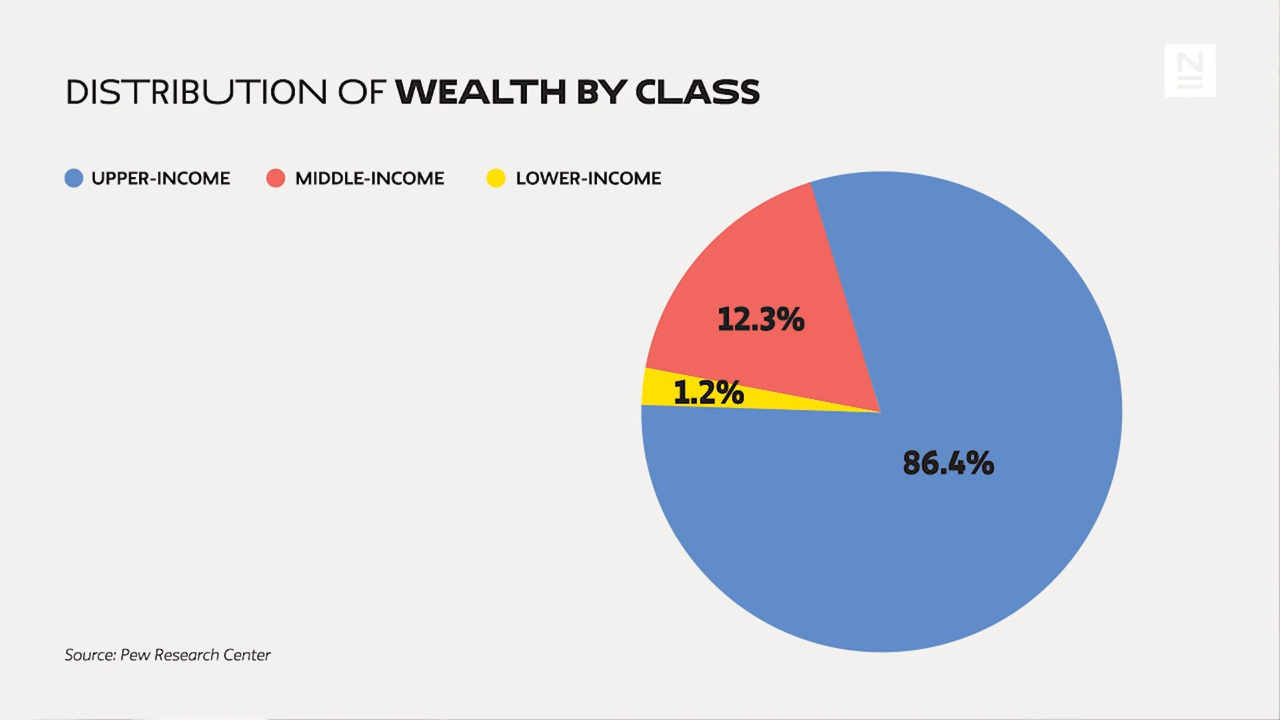 DISTRIBUTION OF WEALTH BY CLASS
UPPER-INCOME MIDDLE-INCOME LOWER-INCOME
12.3%
1.2%
86.4%
Source: Pew Research Center
N